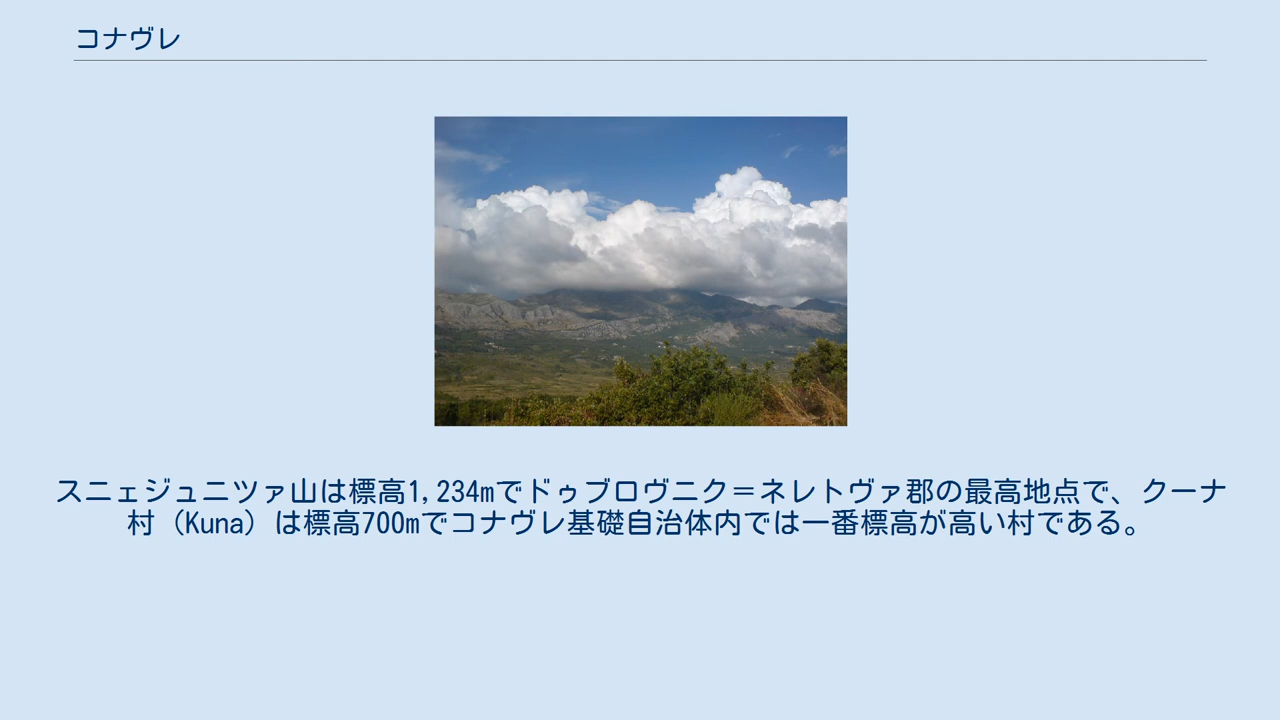 コナヴレ
スニェジュニツァ山は標高1,234mでドゥブロヴニク＝ネレトヴァ郡の最高地点で、クーナ
村（Kuna）は標高700mでコナヴレ基礎自治体内では一番標高が高い村である。